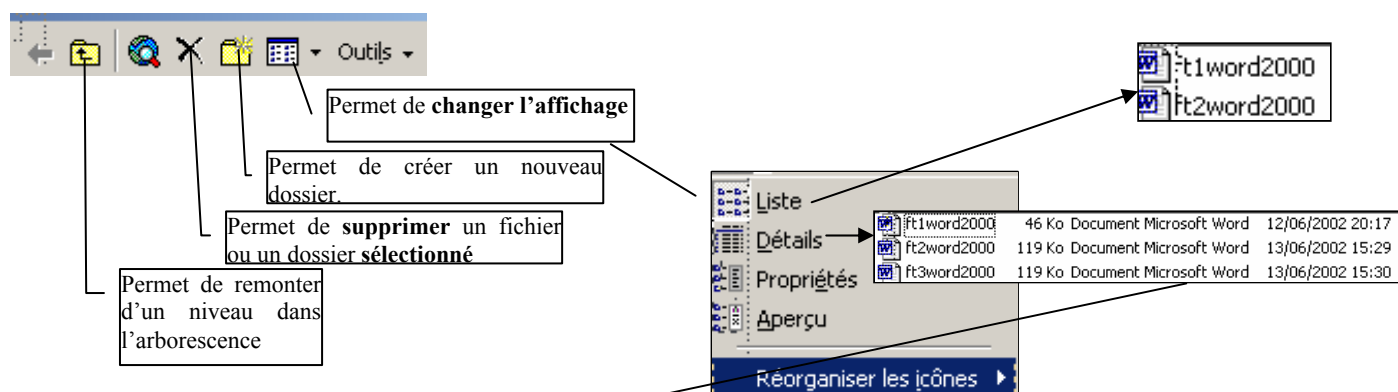 Outils
Permet de changer l'affichage
Permet de créer un nouveau
dossier.
Permet de supprimer un fichier
ou un dossier sélectionné
Permet de remonter
d'un niveau dans
l'arborescence
ft1word2000
ft2word2000
Liste
Détails
Propriétés
Aperçu
Réorganiser les icônes
ft1word2000 46 Ko Document Microsoft Word 12/06/2002 20:17
ft2word2000 119 Ko Document Microsoft Word 13/06/2002 15:29
ft3word2000 119 Ko Document Microsoft Word 13/06/2002 15:30